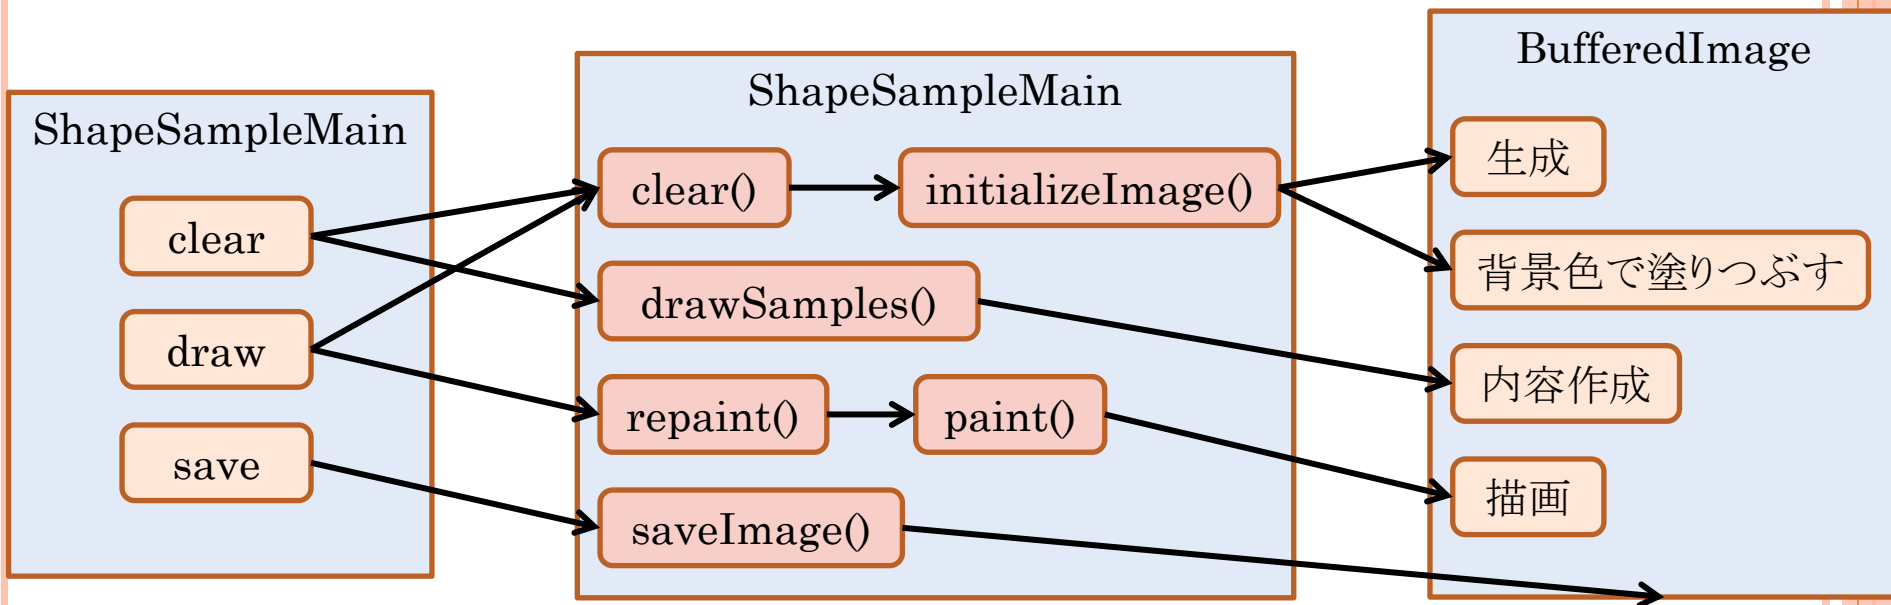 ShapeSampleMain
clear
draw
save
ShapeSampleMain
clear()
initializeImage()
drawSamples()
repaint()
paint()
saveImage()
BufferedImage
生成
背景色で塗りつぶす
内容作成
描画